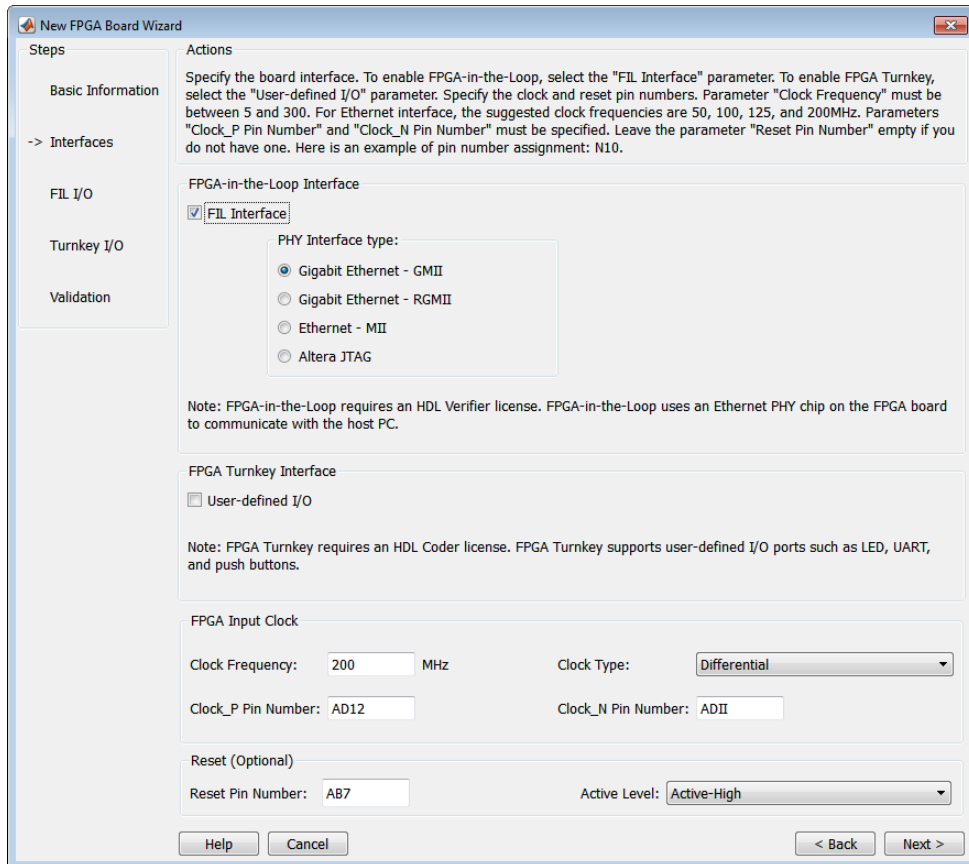 New FPGA Board Wizard
Steps
Basic Information
-> Interfaces
FIL I/O
Turnkey I/O
Validation
Actions
Specify the board interface. To enable FPGA-in-the-Loop, select the "FIL Interface" parameter. To enable FPGA Turnkey,
select the "User-defined I/O" parameter. Specify the clock and reset pin numbers. Parameter "Clock Frequency" must be
between 5 and 300. For Ethernet interface, the suggested clock frequencies are 50, 100, 125, and 200MHz. Parameters
"Clock_P Pin Number" and "Clock_N Pin Number" must be specified. Leave the parameter "Reset Pin Number" empty if you
do not have one. Here is an example of pin number assignment: N10.
FPGA-in-the-Loop Interface
FIL Interface
PHY Interface type:
Gigabit Ethernet - GMII
Gigabit Ethernet - RGMII
Ethernet - MII
Altera JTAG
Note: FPGA-in-the-Loop requires an HDL Verifier license. FPGA-in-the-Loop uses an Ethernet PHY chip on the FPGA board
to communicate with the host PC.
FPGA Turnkey Interface
User-defined I/O
Note: FPGA Turnkey requires an HDL Coder license. FPGA Turnkey supports user-defined I/O ports such as LED, UART,
and push buttons.
FPGA Input Clock
Clock Frequency: 200 MHz Clock Type: Differential
Clock_P Pin Number: AD12 Clock_N Pin Number: ADII
Reset (Optional)
Reset Pin Number: AB7 Active Level: Active-High
Help Cancel < Back Next >